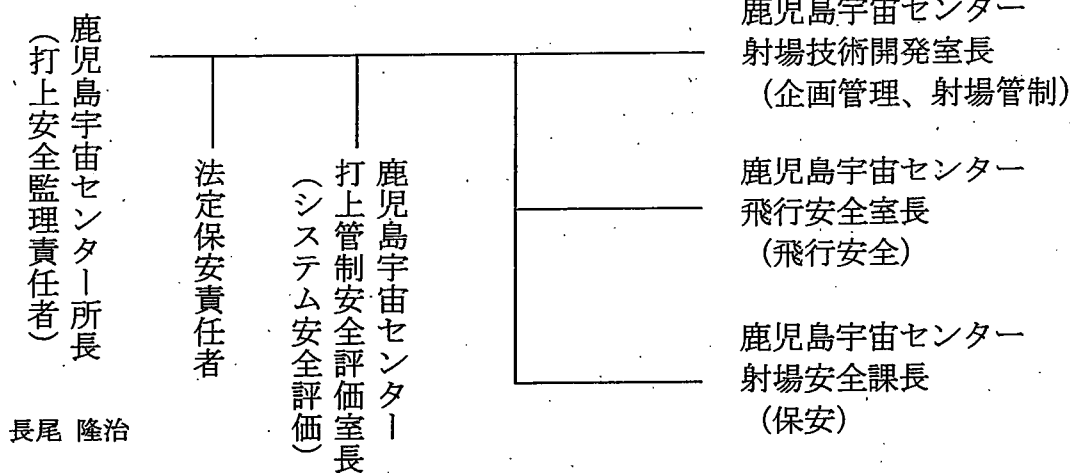 鹿児島宇宙センター所長
（打上安全監理責任者）
長尾 隆治
法定保安責任者
鹿児島宇宙センター
打上管制安全評価室長
（システム安全評価）
鹿児島宇宙センター
射場技術開発室長
（企画管理、射場管制）
鹿児島宇宙センター
飛行安全室長
（飛行安全）
鹿児島宇宙センター
射場安全課長
（保安）